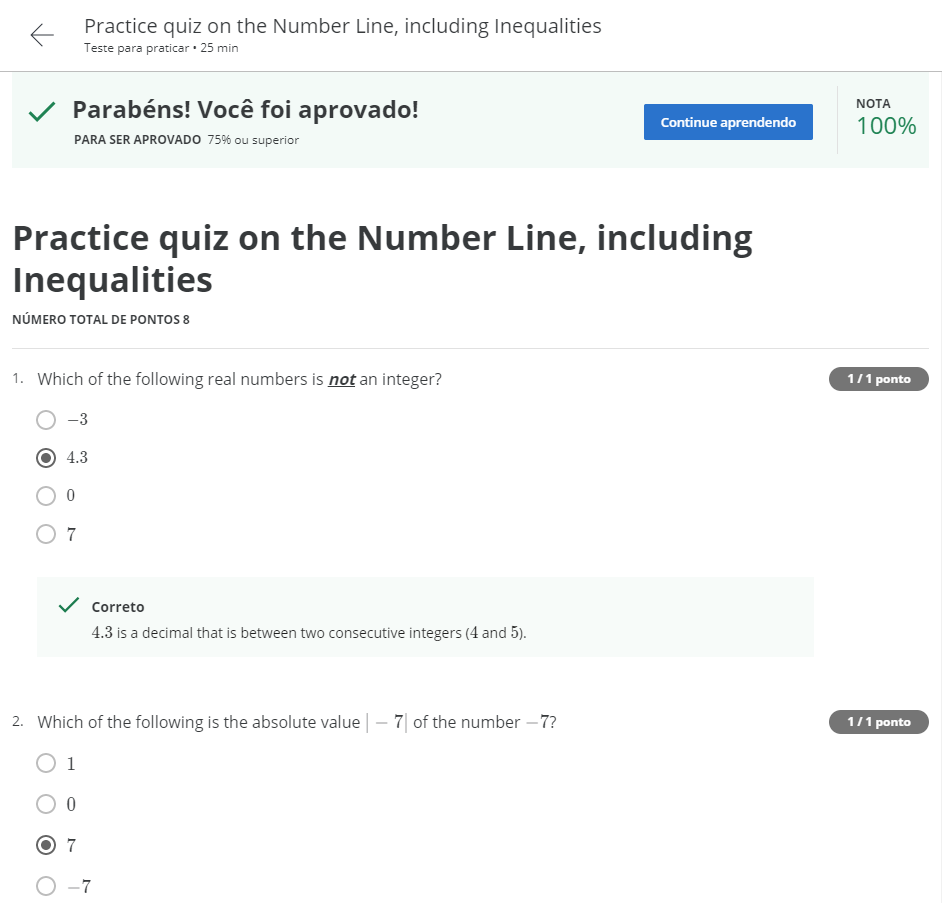 Practice quiz on the Number Line, including Inequalities
Teste para praticar • 25 min
Parabéns! Você foi aprovado!
PARA SER APROVADO 75% ou superior
Continue aprendendo
NOTA
100%
Practice quiz on the Number Line, including
Inequalities
NÚMERO TOTAL DE PONTOS 8
1. Which of the following real numbers is not an integer?
1 / 1 ponto
−3
4.3
0
7
Correto
4.3 is a decimal that is between two consecutive integers (4 and 5).
2. Which of the following is the absolute value | − 7| of the number −7?
1 / 1 ponto
1
0
7
−7